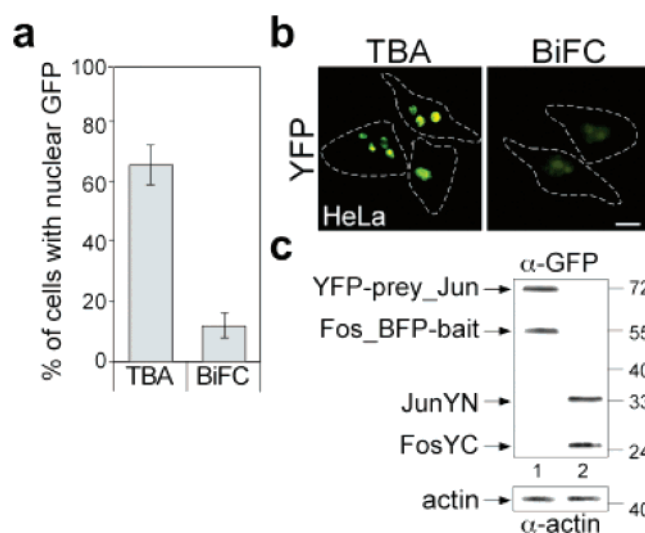 a
% of cells with nuclear GFP
100
80
60
40
20
0
TBA BiFC
b
TBA BiFC
YFP
HeLa
c
α-GFP
YFP-prey_Jun
Fos_BFP-bait
JunYN
FosYC
72
55
40
33
24
1 2
actin
40
α-actin